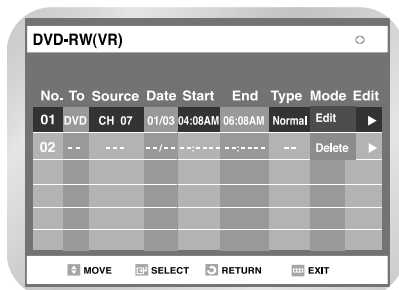 DVD-RW(VR)
No. To Source Date Start End Type Mode Edit
01 DVD CH 07 01/03 04:08AM 06:08AM Normal Edit ►
02 -- --- --/-- --:---- --:---- -- Delete ►
MOVE SELECT RETURN EXIT